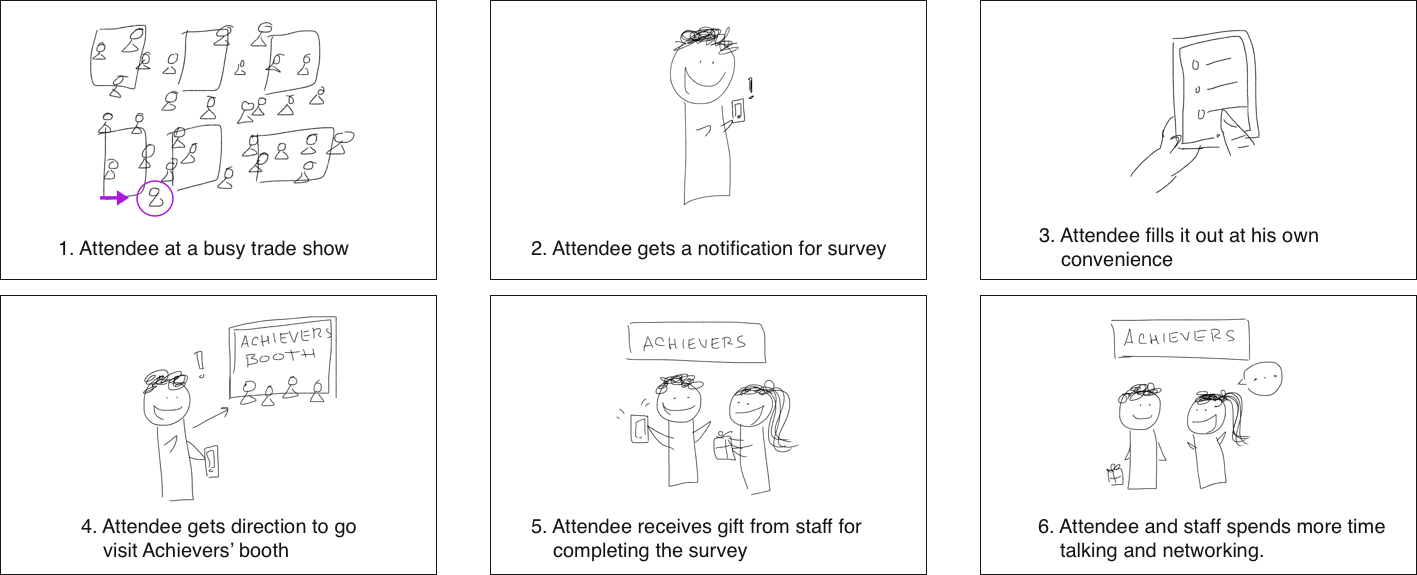 1. Attendee at a busy trade show
!
2. Attendee gets a notification for survey
3. Attendee fills it out at his own
convenience
!
ACHIEVERS
BOOTH
!
4. Attendee gets direction to go
visit Achievers’ booth
ACHIEVERS
5. Attendee receives gift from staff for
completing the survey
ACHIEVERS
...
6. Attendee and staff spends more time
talking and networking.